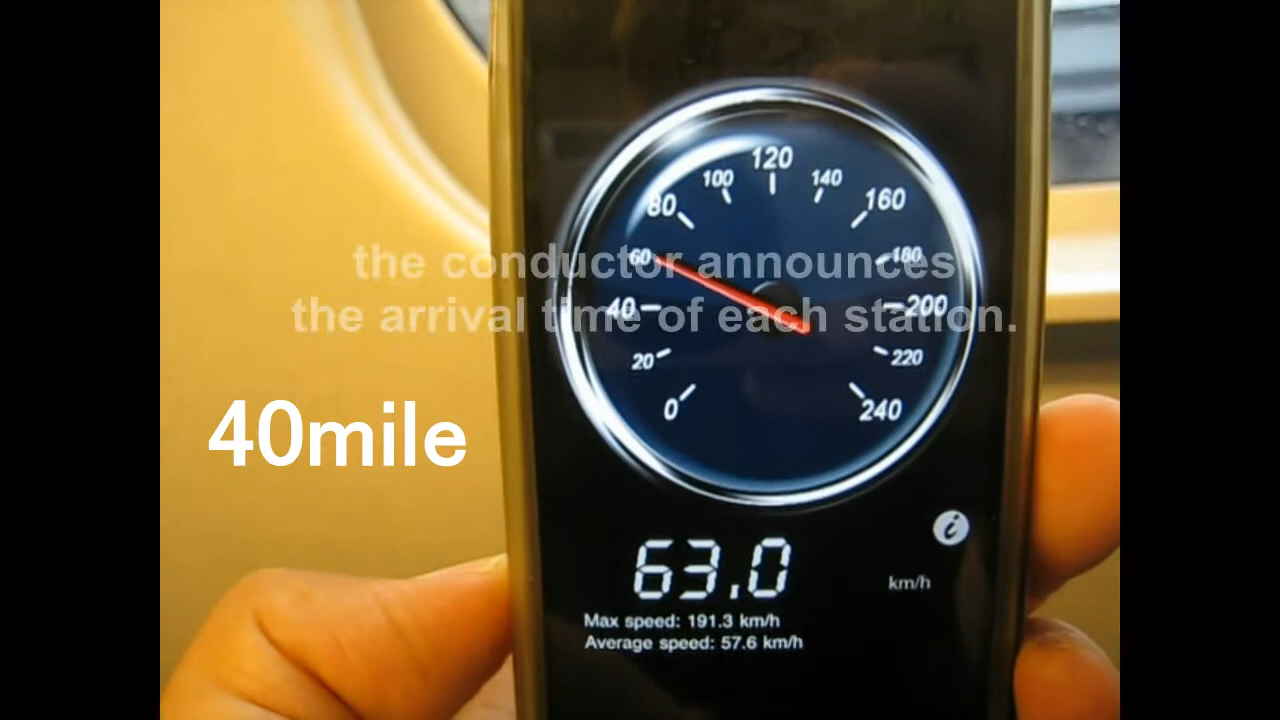 120
100
140
80
160
60
180
the conductor announces
40
200
the arrival time of each station.
20
220
0
240
40mile
i
63.0
km/h
Max speed: 191.3 km/h
Average speed: 57.6 km/h